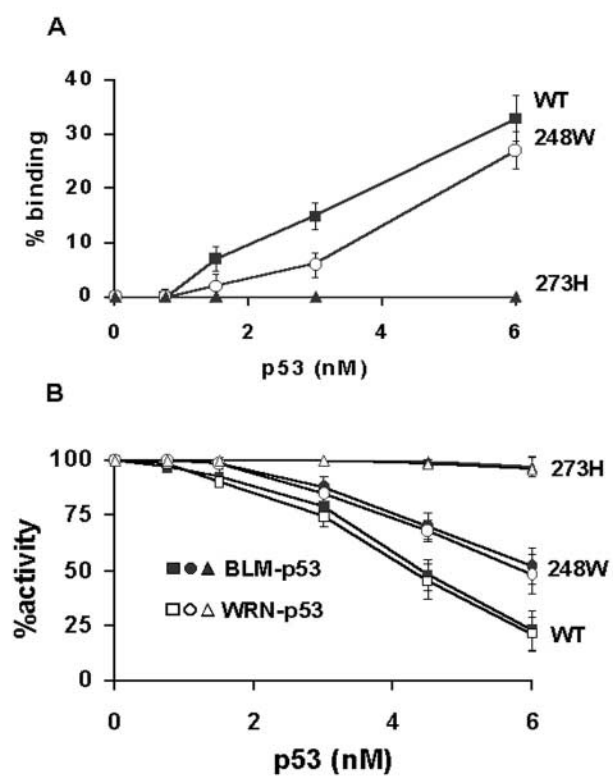 A
40
30
20
10
0
% binding
0 2 4 6
p53 (nM)
WT
248W
273H
B
100
75
50
25
0
%activity
■●▲ BLM-p53
□○△ WRN-p53
0 2 4 6
p53 (nM)
273H
248W
WT